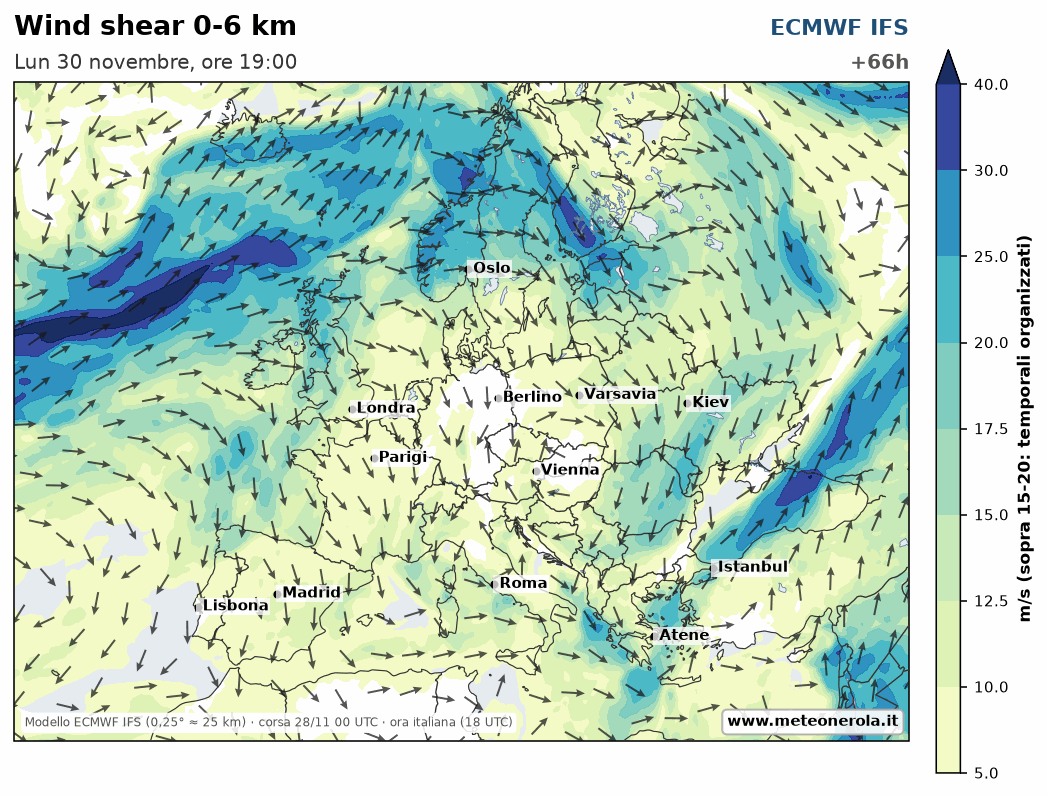 Wind shear 0-6 km
ECMWF IFS
Lun 30 novembre, ore 19:00
+66h
40.0
30.0
25.0
20.0
17.5
15.0
12.5
10.0
5.0
m/s (sopra 15-20: temporali organizzati)
Oslo
Berlino
Varsavia
Kiev
Londra
Parigi
Vienna
Istanbul
Roma
Madrid
Lisbona
Atene
Modello ECMWF IFS (0,25° ≈ 25 km) · corsa 28/11 00 UTC · ora italiana (18 UTC)
www.meteonerola.it